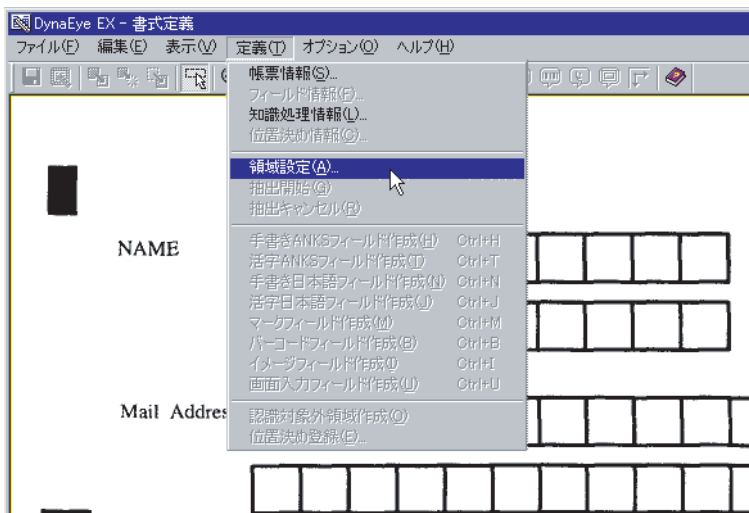 DynaEye EX - 書式定義
ファイル(F) 編集(E) 表示(V) 定義(T) オプション(O) ヘルプ(H)
帳票情報(S)...
フィールド情報(F)...
知識処理情報(L)...
位置決め情報(C)...
領域設定(A)...
抽出開始(G)
抽出キャンセル(R)
手書きANKSフィールド作成(H) Ctrl+H
活字ANKSフィールド作成(T) Ctrl+T
手書き日本語フィールド作成(N) Ctrl+N
活字日本語フィールド作成(J) Ctrl+J
マークフィールド作成(M) Ctrl+M
バーコードフィールド作成(B) Ctrl+B
イメージフィールド作成(I) Ctrl+I
画面入力フィールド作成(U) Ctrl+U
認識対象外領域作成(O)
位置決め登録(E)...
NAME
Mail Addres